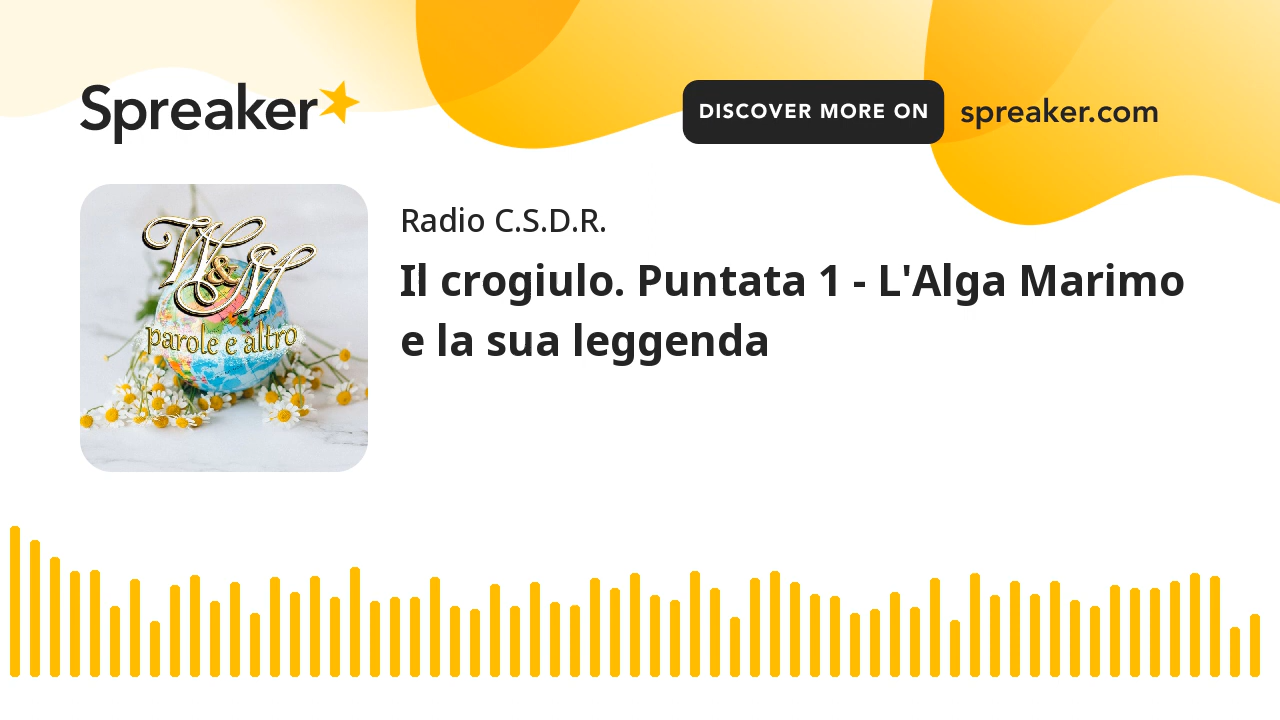 Spreaker
DISCOVER MORE ON
spreaker.com
W&M
parole e altro
Radio C.S.D.R.
Il crogiulo. Puntata 1 - L'Alga Marimo
e la sua leggenda